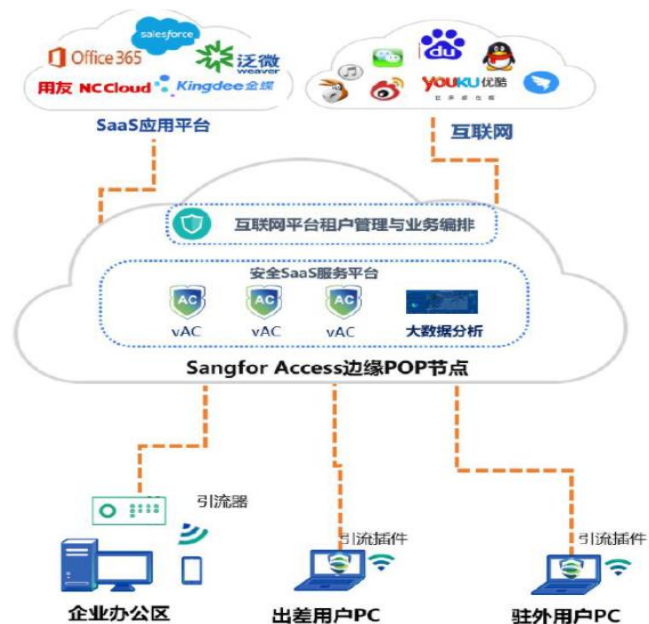 salesforce
Office 365
泛微
weaver
用友 NC Cloud
Kingdee金蝶
SaaS应用平台
du
YOUKU优酷
互联网
互联网平台租户管理与业务编排
安全SaaS服务平台
AC AC AC
vAC vAC vAC 大数据分析
Sangfor Access边缘POP节点
引流器
引流插件 引流插件
企业办公区 出差用户PC 驻外用户PC